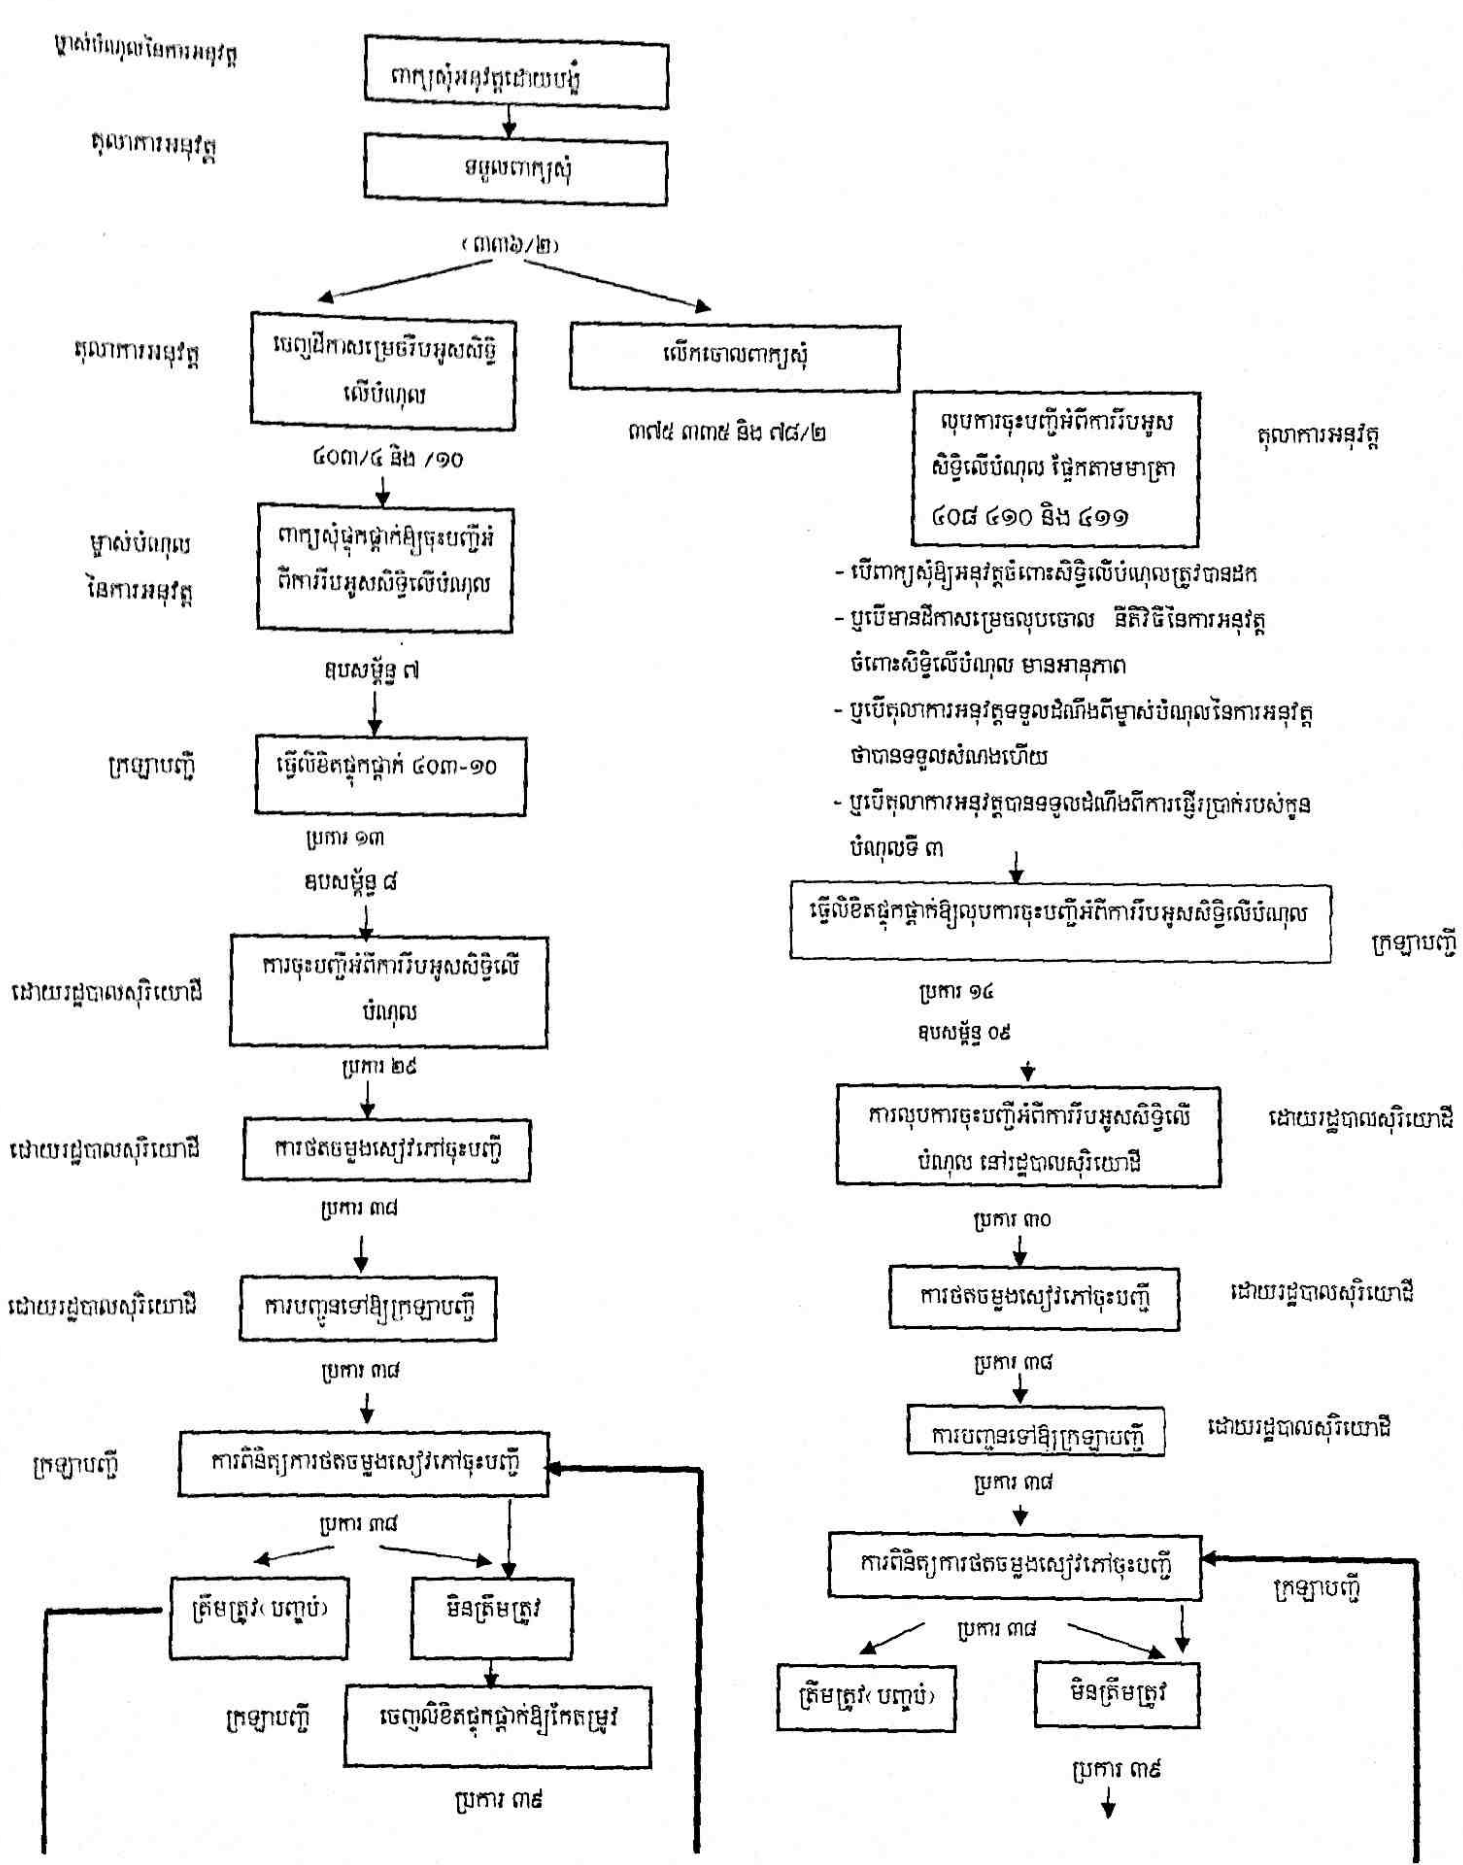 ម្ចាស់បំណុលនៃការអនុវត្ត
ពាក្យសុំអនុវត្តដោយបង្ខំ
តុលាការអនុវត្ត
ទទួលពាក្យសុំ
(៣៣៦/២)
តុលាការអនុវត្ត
ចេញដីកាសម្រេចរឹបអូសសិទ្ធិ
លើបំណុល
៤០៣/៤ និង /១០
លើកចោលពាក្យសុំ
៣៧៥ ៣៣៥ និង ៧៨/២
ម្ចាស់បំណុល
នៃការអនុវត្ត
ពាក្យសុំផ្ទុកផ្តាក់ឱ្យចុះបញ្ជីអំ
ពីការរឹបអូសសិទ្ធិលើបំណុល
ឧបសម្ព័ន្ធ ៧
ក្រឡាបញ្ជី
ធ្វើលិខិតផ្ទុកផ្តាក់ ៤០៣-១០
ប្រការ ១៣
ឧបសម្ព័ន្ធ ៨
ដោយរដ្ឋបាលសុរិយោដី
ការចុះបញ្ជីអំពីការរឹបអូសសិទ្ធិលើ
បំណុល
ប្រការ ២៩
ដោយរដ្ឋបាលសុរិយោដី
ការថតចម្លងសៀវភៅចុះបញ្ជី
ប្រការ ៣៨
ដោយរដ្ឋបាលសុរិយោដី
ការបញ្ជូនទៅឱ្យក្រឡាបញ្ជី
ប្រការ ៣៨
ក្រឡាបញ្ជី
ការពិនិត្យការថតចម្លងសៀវភៅចុះបញ្ជី
ប្រការ ៣៨
ត្រឹមត្រូវ(បញ្ចប់)
មិនត្រឹមត្រូវ
ក្រឡាបញ្ជី
ចេញលិខិតផ្ទុកផ្តាក់ឱ្យកែតម្រូវ
ប្រការ ៣៩
លុបការចុះបញ្ជីអំពីការរឹបអូស
សិទ្ធិលើបំណុល ផ្អែកតាមមាត្រា
៤០៨ ៤១០ និង ៤១១
តុលាការអនុវត្ត
- បើពាក្យសុំឱ្យអនុវត្តចំពោះសិទ្ធិលើបំណុលត្រូវបានដក
- ឬបើមានដីកាសម្រេចលុបចោល នីតិវិធីនៃការអនុវត្ត
ចំពោះសិទ្ធិលើបំណុល មានអានុភាព
- ឬបើតុលាការអនុវត្តទទួលដំណឹងពីម្ចាស់បំណុលនៃការអនុវត្ត
ថាបានទទួលសំណងហើយ
- ឬបើតុលាការអនុវត្តបានទទួលដំណឹងពីការផ្ញើរប្រាក់របស់កូន
បំណុលទី ៣
ធ្វើលិខិតផ្ទុកផ្តាក់ឱ្យលុបការចុះបញ្ជីអំពីការរឹបអូសសិទ្ធិលើបំណុល
ក្រឡាបញ្ជី
ប្រការ ១៤
ឧបសម្ព័ន្ធ ០៩
ការលុបការចុះបញ្ជីអំពីការរឹបអូសសិទ្ធិលើ
បំណុល នៅរដ្ឋបាលសុរិយោដី
ដោយរដ្ឋបាលសុរិយោដី
ប្រការ ៣០
ការថតចម្លងសៀវភៅចុះបញ្ជី
ដោយរដ្ឋបាលសុរិយោដី
ប្រការ ៣៨
ការបញ្ជូនទៅឱ្យក្រឡាបញ្ជី
ដោយរដ្ឋបាលសុរិយោដី
ប្រការ ៣៨
ការពិនិត្យការថតចម្លងសៀវភៅចុះបញ្ជី
ក្រឡាបញ្ជី
ប្រការ ៣៨
ត្រឹមត្រូវ(បញ្ចប់)
មិនត្រឹមត្រូវ
ប្រការ ៣៩